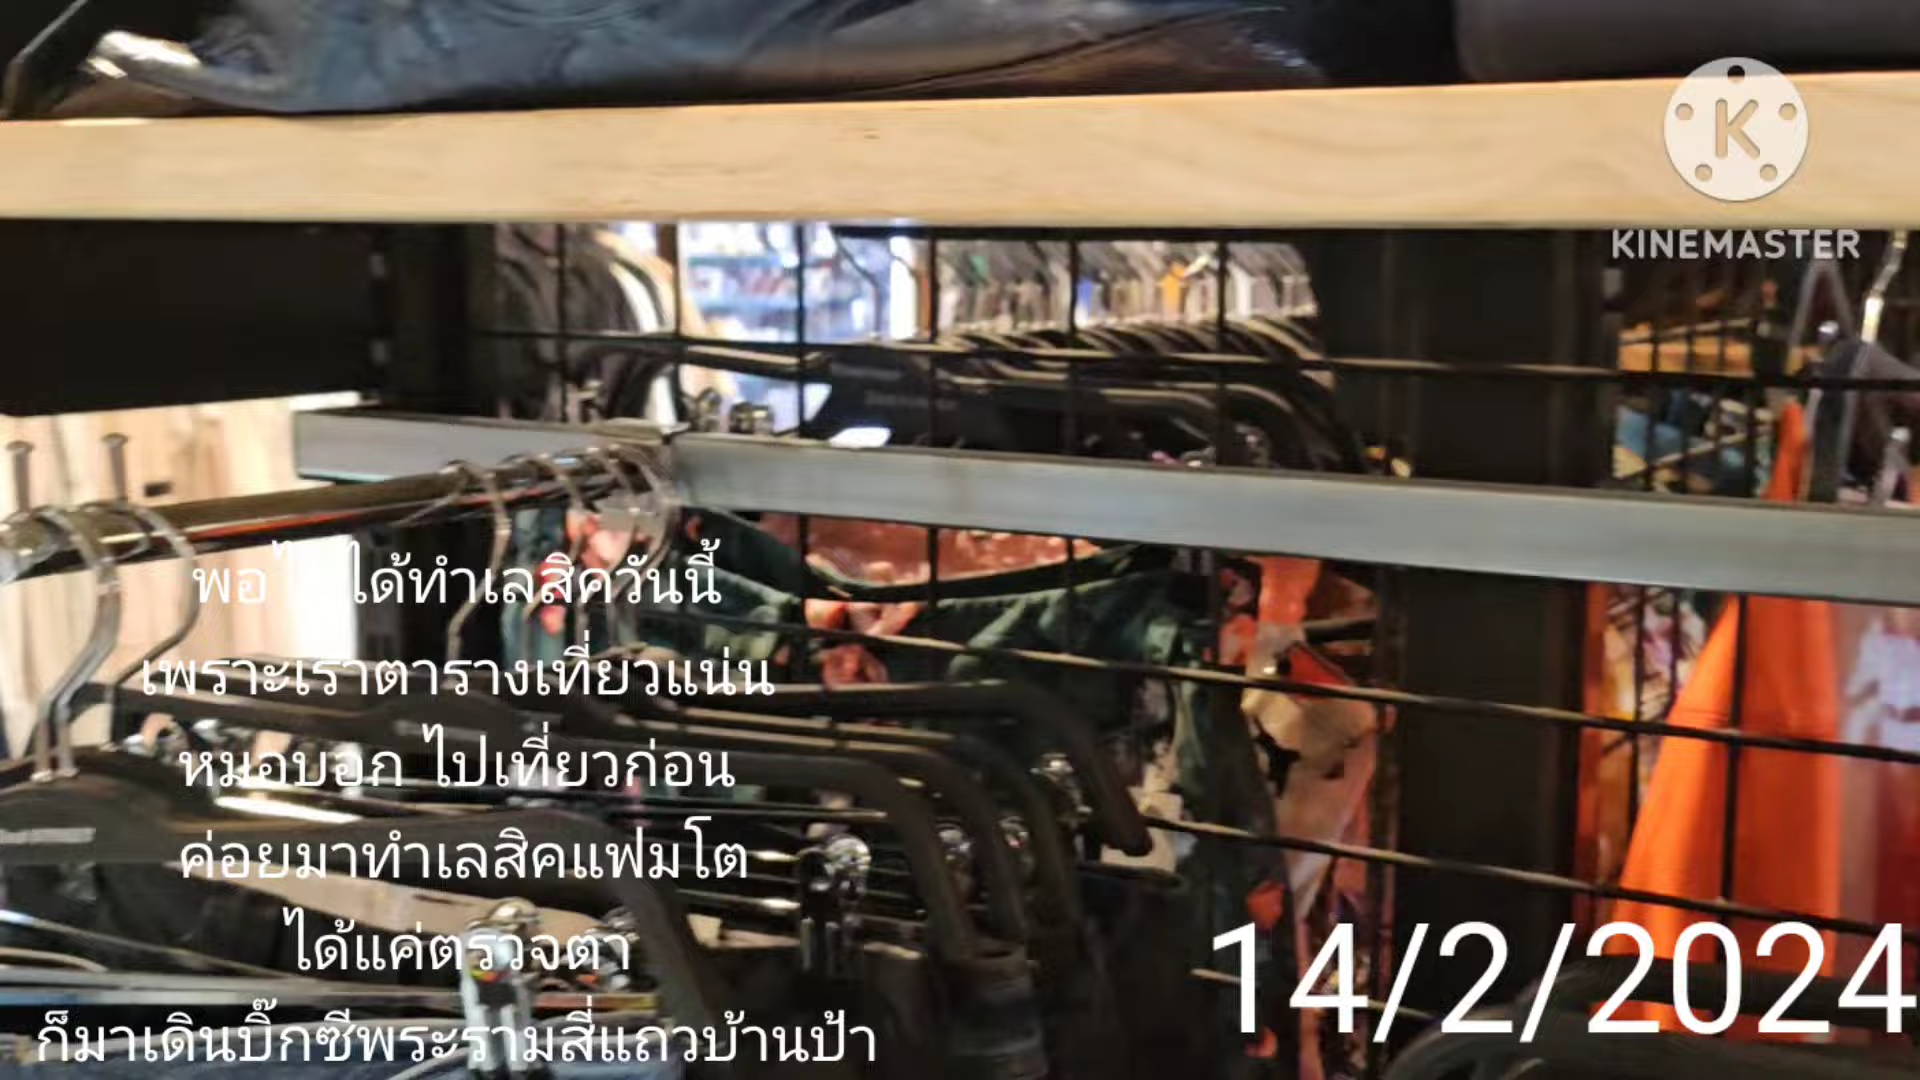 KINEMASTER
พอไม่ได้ทำเลสิควันนี้
เพราะเราตารางเที่ยวแน่น
หมอบอก ไปเที่ยวก่อน
ค่อยมาทำเลสิคแฟมโต
ได้แค่ตรวจตา
ก็มาเดินบิ๊กซีพระรามสี่แถวบ้านป้า
14/2/2024